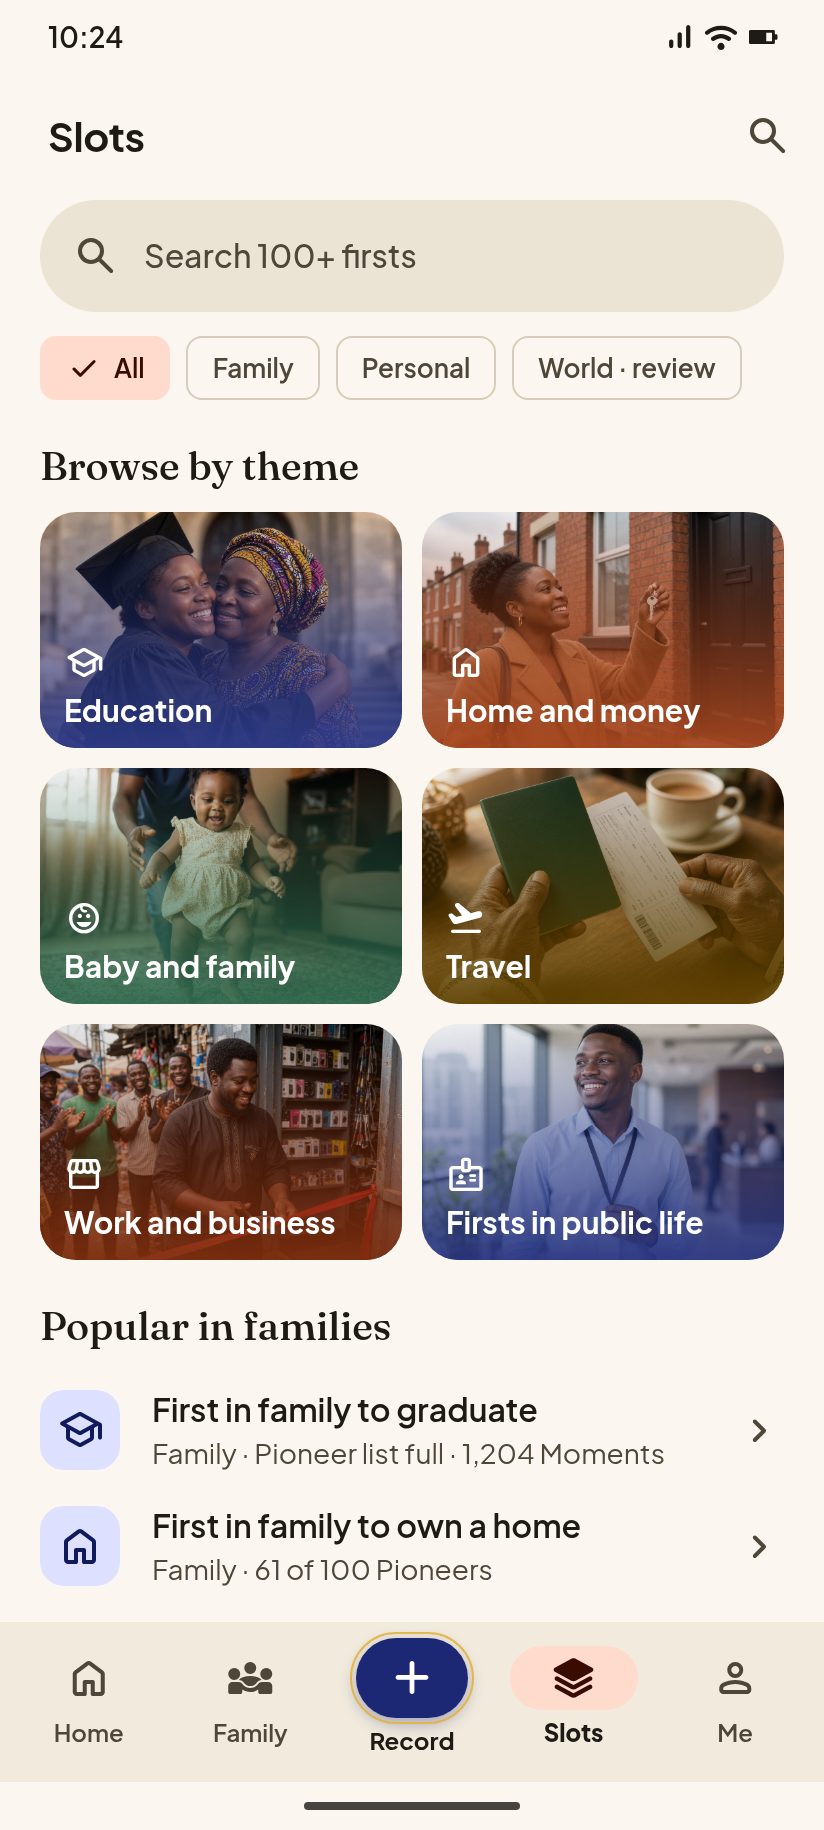 10:24
Slots
Search 100+ firsts
All
Family
Personal
World · review
Browse by theme
Education
Home and money
Baby and family
Travel
Work and business
Firsts in public life
Popular in families
First in family to graduate
Family · Pioneer list full · 1,204 Moments
First in family to own a home
Family · 61 of 100 Pioneers
Home
Family
Record
Slots
Me